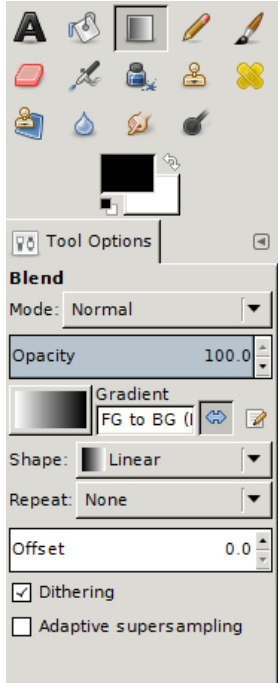 A
Tool Options
Blend
Mode: Normal
Opacity 100.0
Gradient
FG to BG (
Shape: Linear
Repeat: None
Offset 0.0
Dithering
Adaptive supersampling